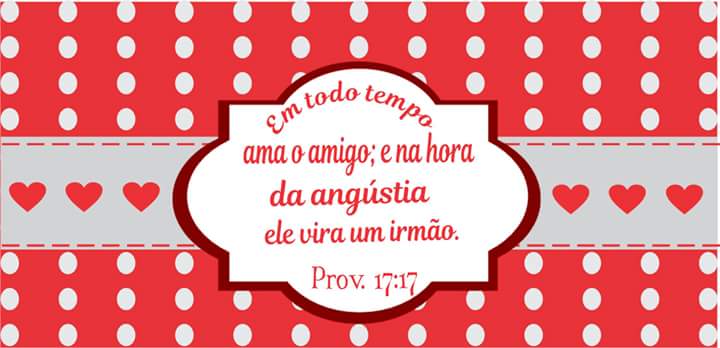 Em todo tempo
ama o amigo; e na hora
da angústia
ele vira um irmão.
Prov. 17:17